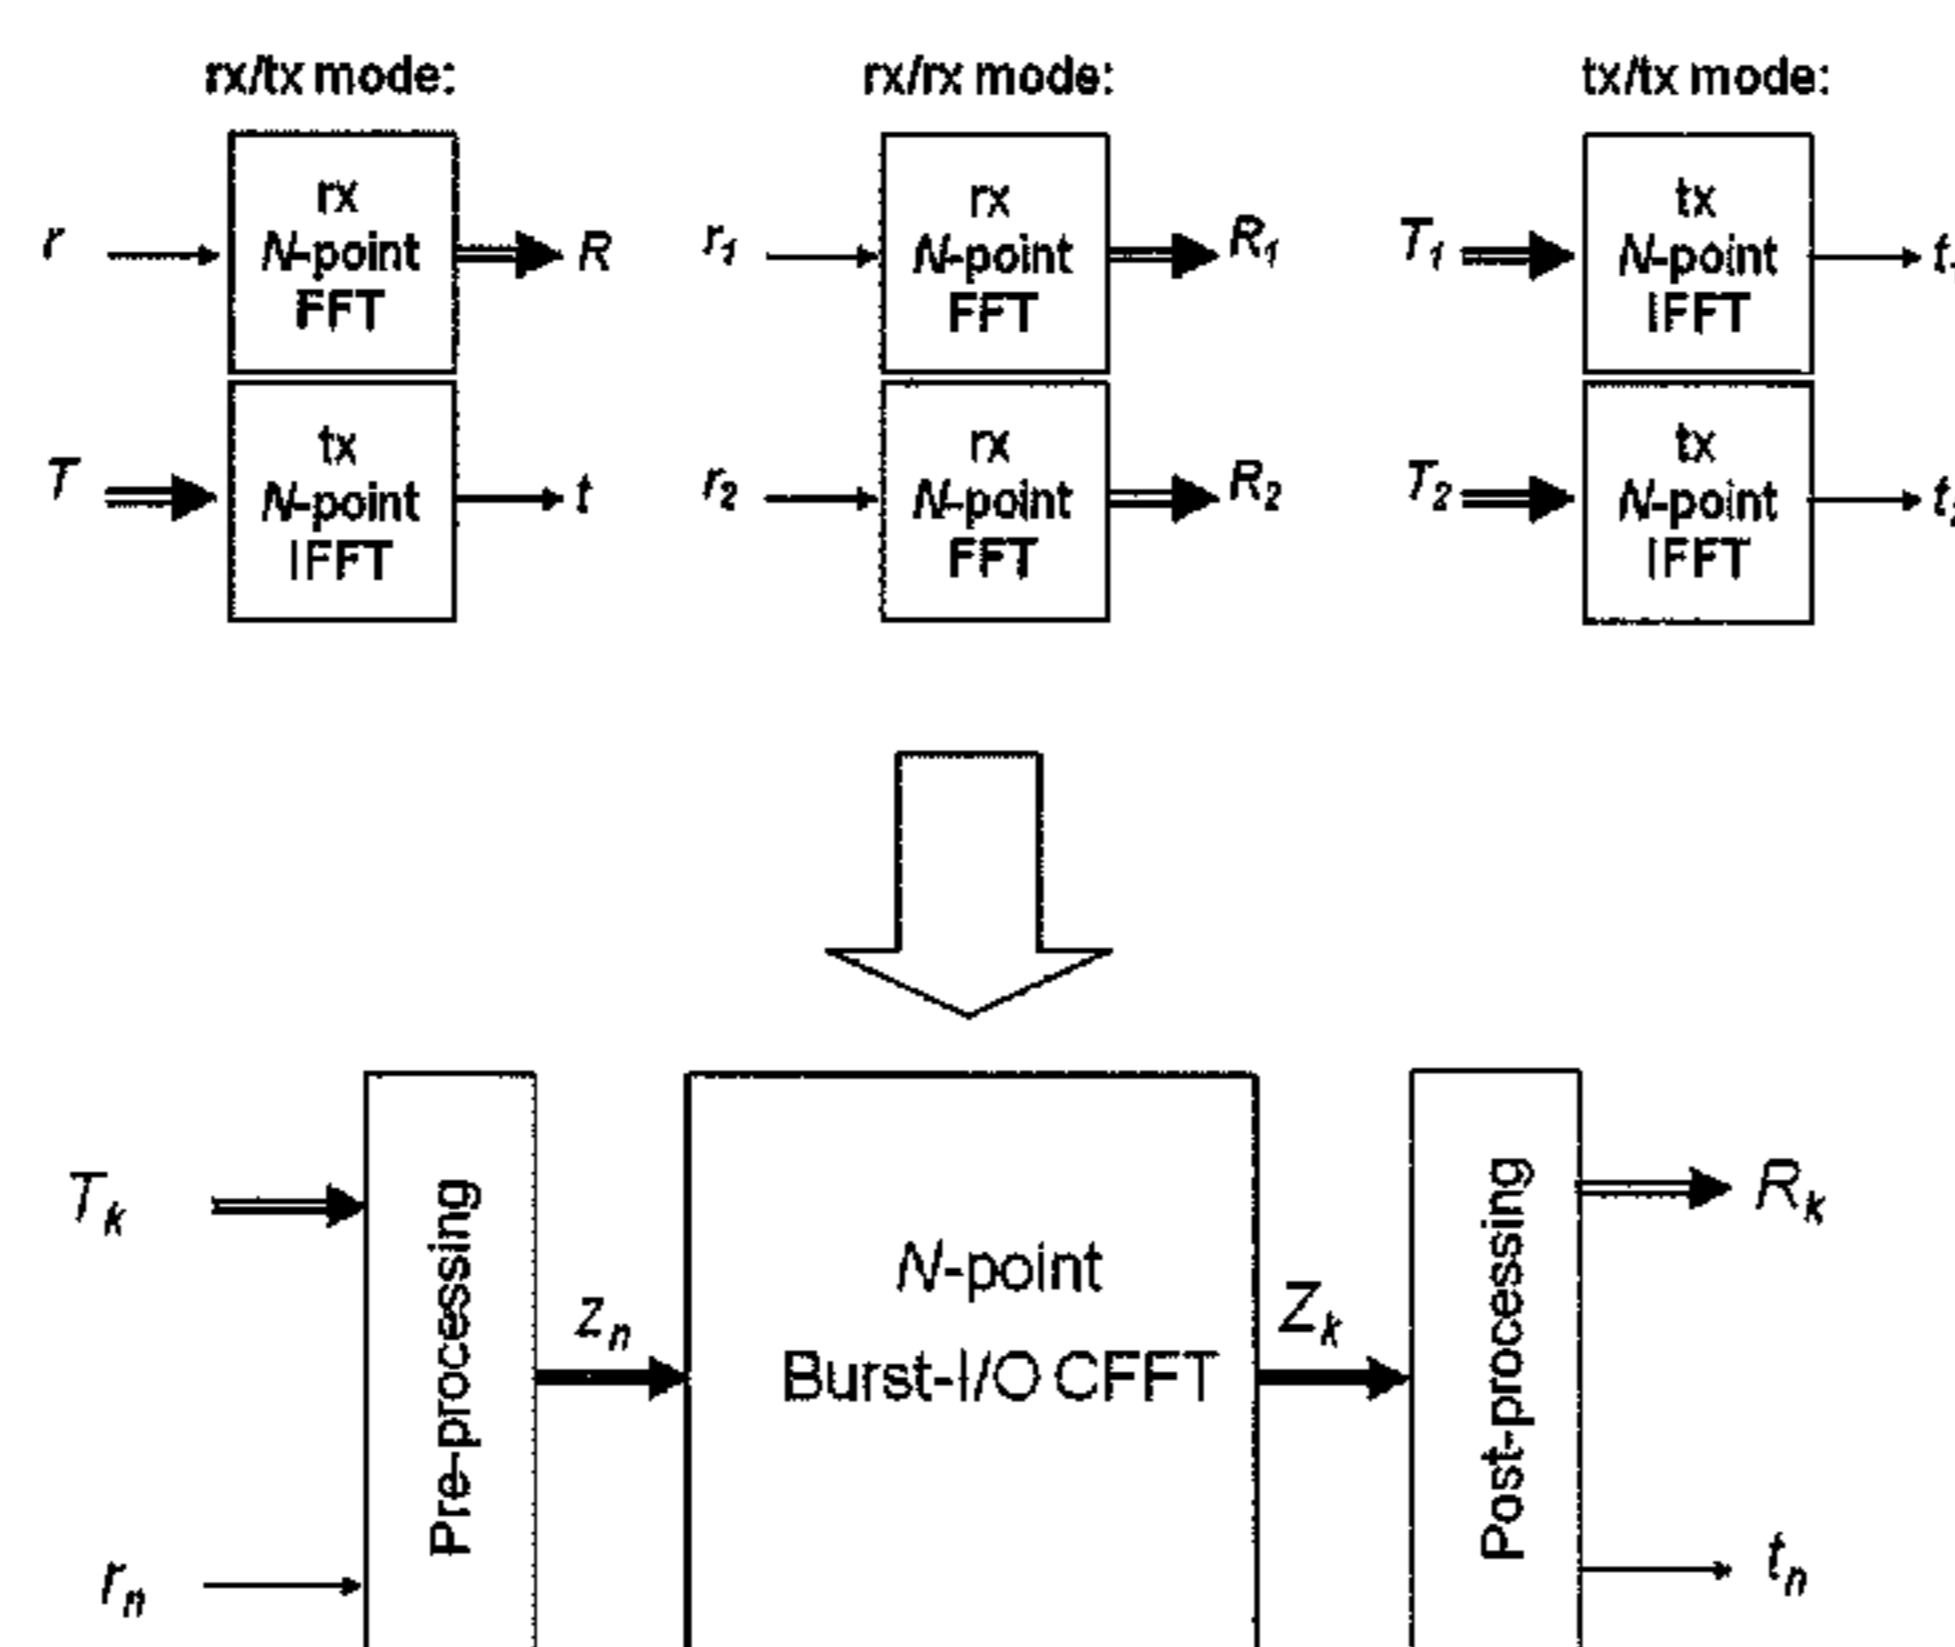 rx/tx mode:
rx/rx mode:
tx/tx mode:
r
rx
N-point
FFT
R
T
tx
N-point
IFFT
t
r1
rx
N-point
FFT
R1
r2
rx
N-point
FFT
R2
T1
tx
N-point
IFFT
T2
tx
N-point
IFFT
Tk
rn
Pre-processing
zn
N-point
Burst-I/O CFFT
Zk
Post-processing
Rk
tn